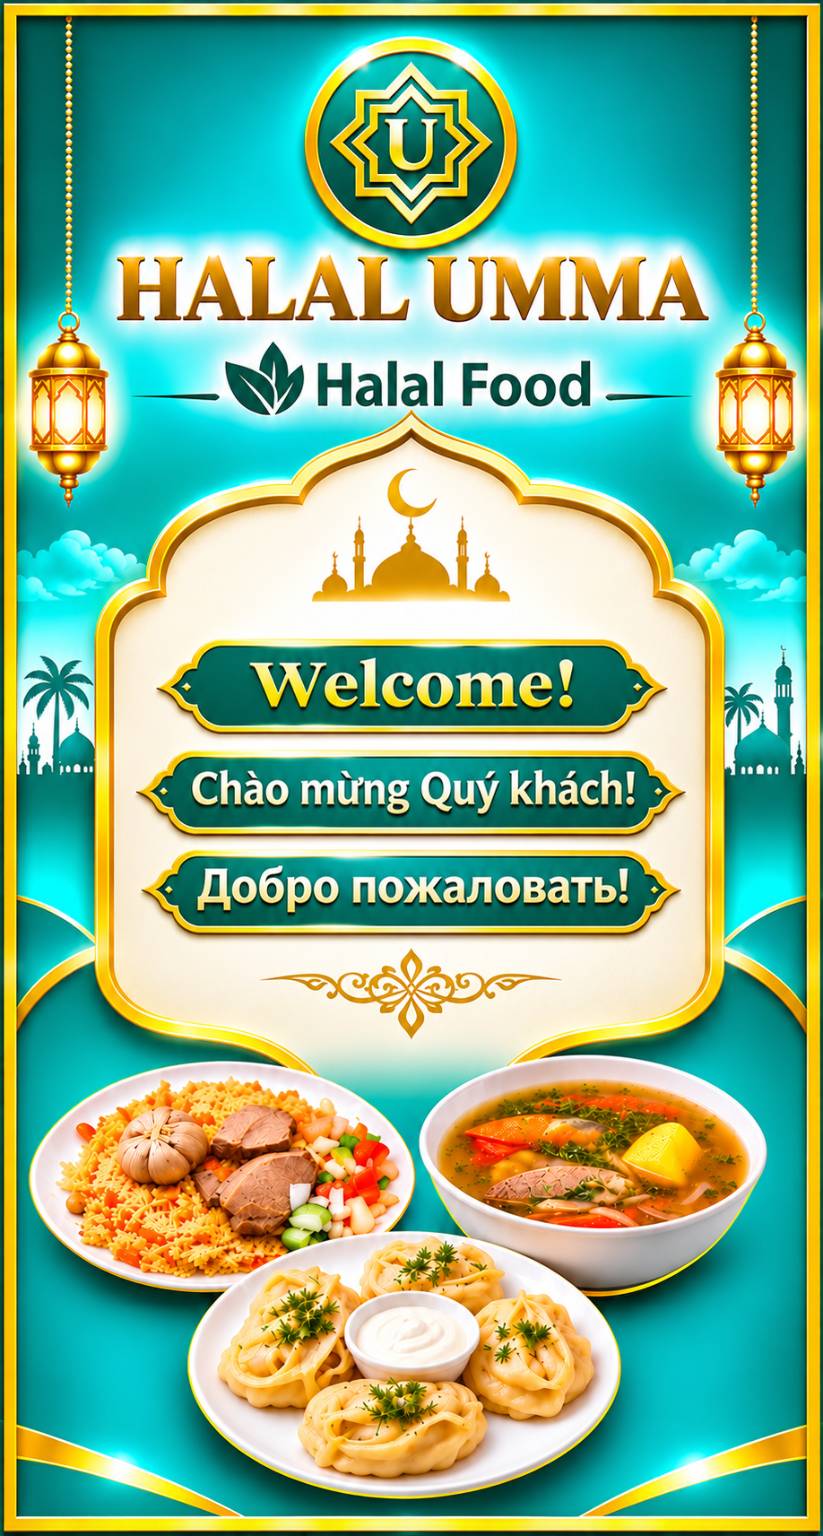 U
HALAL UMMA
Halal Food
Welcome!
Chào mừng Quý khách!
Добро пожаловать!